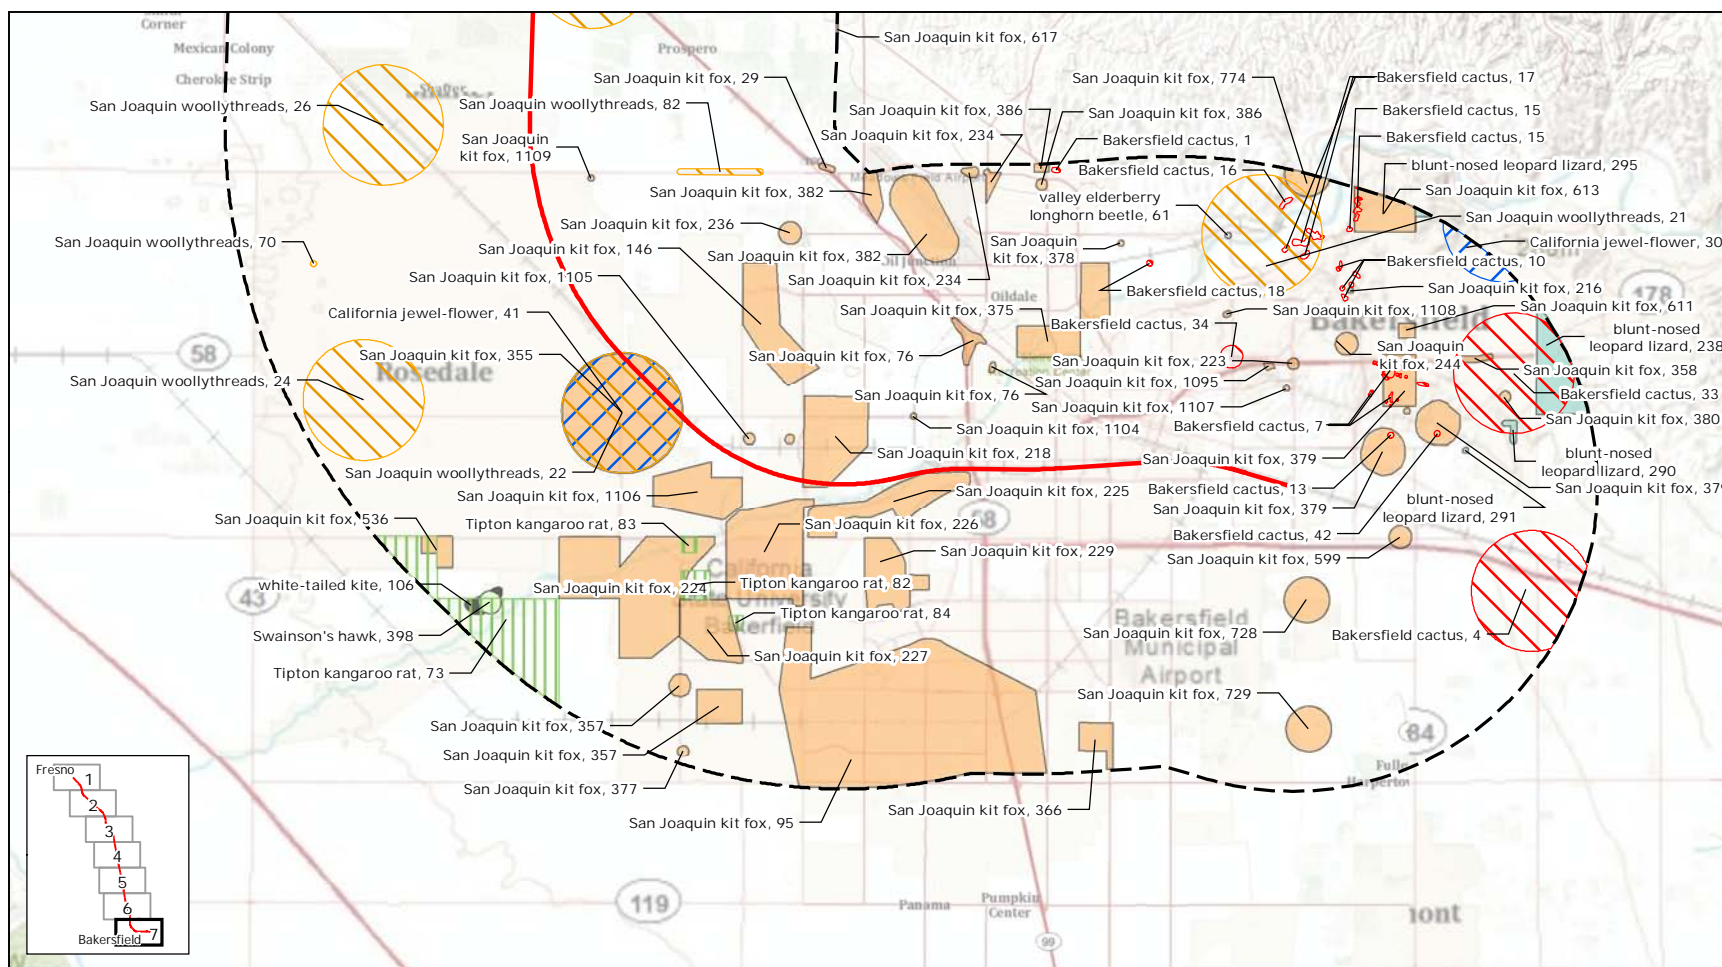 Corner
Mexican Colony
Cherokee Strip
Shafter
Prospero
San Joaquin kit fox, 617
San Joaquin kit fox, 29
San Joaquin kit fox, 774
Bakersfield cactus, 17
San Joaquin woollythreads, 26
San Joaquin woollythreads, 82
San Joaquin kit fox, 386
San Joaquin kit fox, 386
Bakersfield cactus, 15
San Joaquin kit fox, 234
Bakersfield cactus, 1
Bakersfield cactus, 15
San Joaquin
kit fox, 1109
Bakersfield cactus, 16
blunt-nosed leopard lizard, 295
San Joaquin kit fox, 382
valley elderberry
longhorn beetle, 61
San Joaquin kit fox, 613
San Joaquin kit fox, 236
San Joaquin woollythreads, 21
San Joaquin woollythreads, 70
San Joaquin kit fox, 146
San Joaquin kit fox, 382
San Joaquin
kit fox, 378
California jewel-flower, 30
Oil Junction
San Joaquin kit fox, 1105
San Joaquin kit fox, 234
Bakersfield cactus, 10
Oildale
Bakersfield cactus, 18
San Joaquin kit fox, 216
178
California jewel-flower, 41
San Joaquin kit fox, 375
San Joaquin kit fox, 1108
San Joaquin kit fox, 611
Bakersfield
Bakersfield cactus, 34
blunt-nosed
leopard lizard, 238
58
San Joaquin kit fox, 355
San Joaquin kit fox, 76
San Joaquin kit fox, 223
San Joaquin
kit fox, 244
San Joaquin kit fox, 358
Rosedale
San Joaquin woollythreads, 24
San Joaquin kit fox, 76
San Joaquin kit fox, 1095
Bakersfield cactus, 33
San Joaquin kit fox, 1107
San Joaquin kit fox, 1104
Bakersfield cactus, 7
San Joaquin kit fox, 380
San Joaquin kit fox, 218
San Joaquin kit fox, 379
blunt-nosed
leopard lizard, 290
San Joaquin woollythreads, 22
San Joaquin kit fox, 1106
San Joaquin kit fox, 225
Bakersfield cactus, 13
San Joaquin kit fox, 379
San Joaquin kit fox, 379
blunt-nosed
leopard lizard, 291
San Joaquin kit fox, 536
Tipton kangaroo rat, 83
San Joaquin kit fox, 226
58
Bakersfield cactus, 42
San Joaquin kit fox, 229
San Joaquin kit fox, 599
California
State University
Bakersfield
white-tailed kite, 106
43
San Joaquin kit fox, 224
Tipton kangaroo rat, 82
Tipton kangaroo rat, 84
Bakersfield
Municipal
Airport
Swainson's hawk, 398
San Joaquin kit fox, 728
Bakersfield cactus, 4
San Joaquin kit fox, 227
Tipton kangaroo rat, 73
San Joaquin kit fox, 729
San Joaquin kit fox, 357
184
San Joaquin kit fox, 357
San Joaquin kit fox, 377
San Joaquin kit fox, 366
San Joaquin kit fox, 95
Fresno
1
2
3
4
5
6
7
Bakersfield
119
Panama
Pumpkin
Center
99